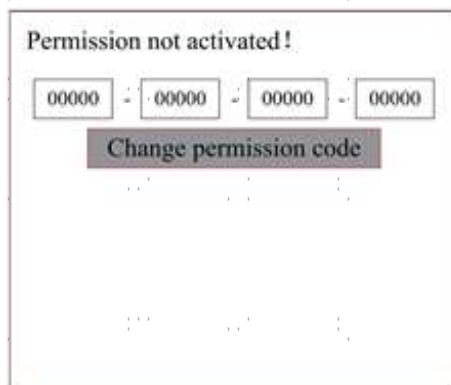 Permission not activated!
00000 - 00000 - 00000 - 00000
Change permission code